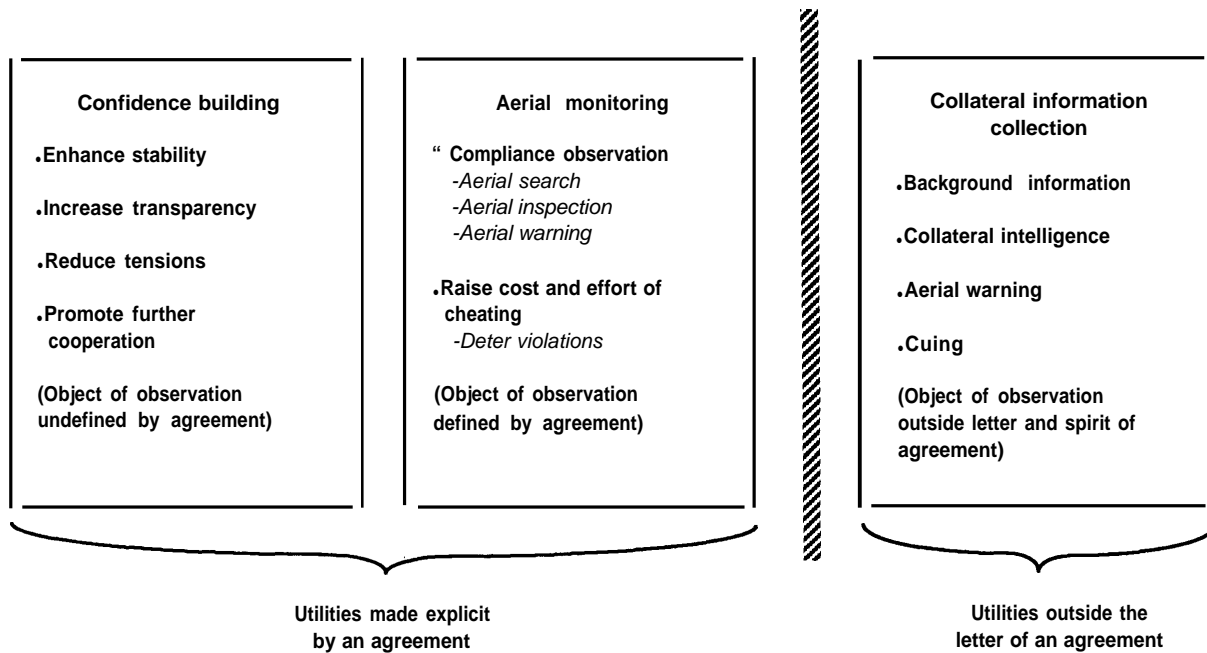 Confidence building
.Enhance stability
.Increase transparency
.Reduce tensions
.Promote further
cooperation
(Object of observation
undefined by agreement)
Aerial monitoring
“ Compliance observation
-Aerial search
-Aerial inspection
-Aerial warning
.Raise cost and effort of
cheating
-Deter violations
(Object of observation
defined by agreement)
Collateral information
collection
.Background information
.Collateral intelligence
.Aerial warning
.Cuing
(Object of observation
outside letter and spirit of
agreement)
Utilities made explicit
by an agreement
Utilities outside the
letter of an agreement